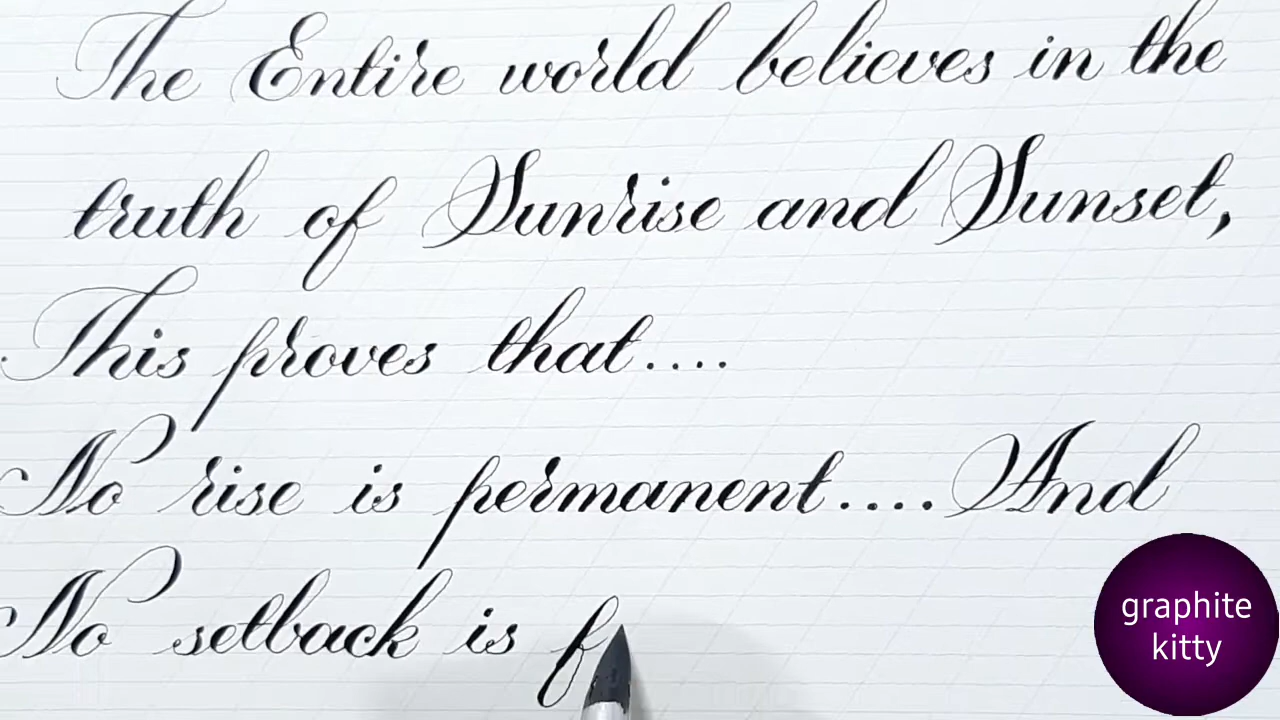 The Entire world believes in the
truth of Sunrise and Sunset,
This proves that....
No rise is permanent....And
No setback is f
graphite
kitty